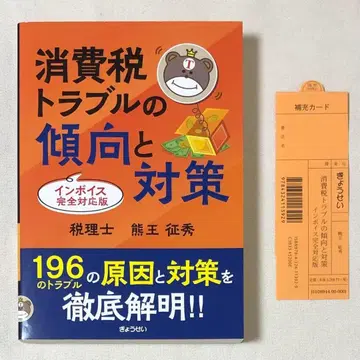 消費税
トラブルの
傾向と
対策
インボイス
完全対応版
T
税理士 熊王 征秀
196
のトラブル
の原因と対策を
徹底解明!!
ぎょうせい
補充カード
ぎょうせい
消費税トラブルの傾向と対策
インボイス完全対応版